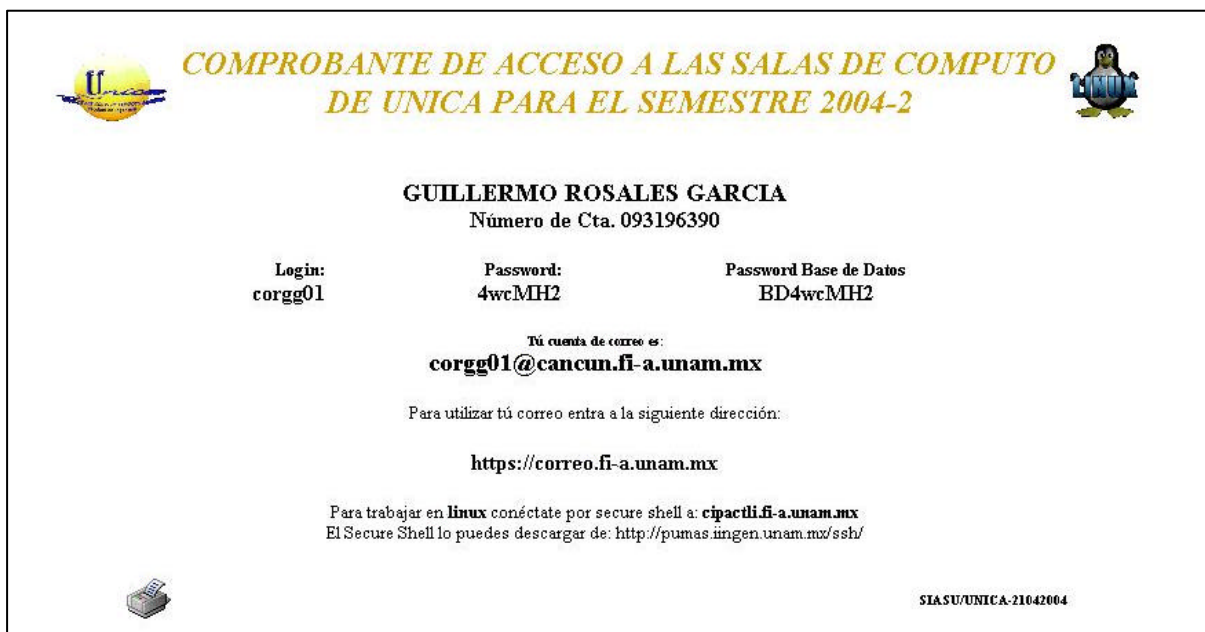 COMPROBANTE DE ACCESO A LAS SALAS DE COMPUTO
DE UNICA PARA EL SEMESTRE 2004-2
Unica
LINUX
GUILLERMO ROSALES GARCIA
Número de Cta. 093196390
Login: Password: Password Base de Datos
corgg01 4wcMH2 BD4wcMH2
Tú cuenta de correo es:
corgg01@cancun.fi-a.unam.mx
Para utilizar tú correo entra a la siguiente dirección:
https://correo.fi-a.unam.mx
Para trabajar en linux conéctate por secure shell a: cipactli.fi-a.unam.mx
El Secure Shell lo puedes descargar de: http://pumas.iingen.unam.mx/ssh/
SIASU/UNICA-21042004